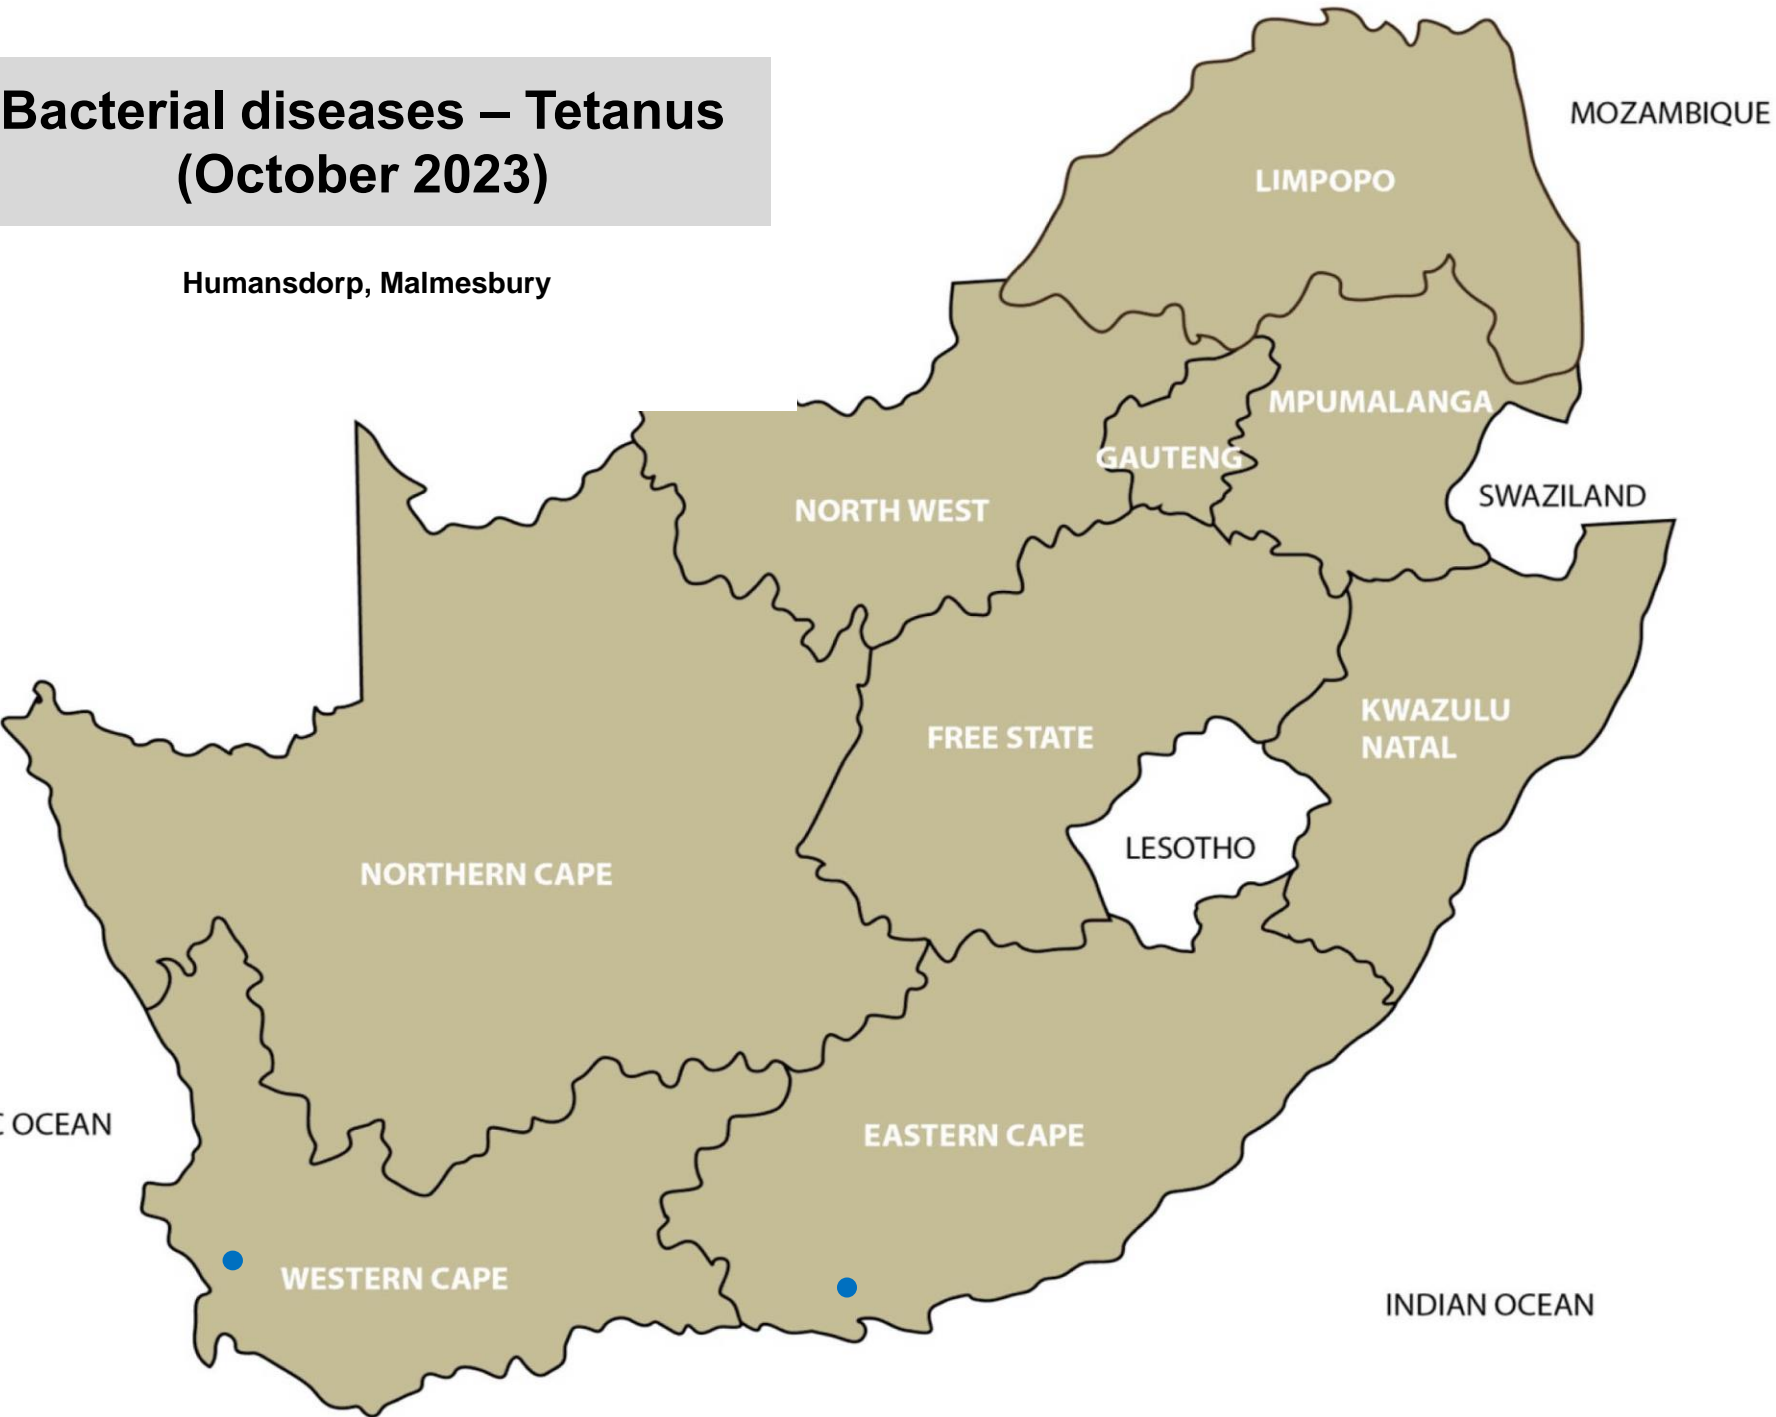 Bacterial diseases – Tetanus
(October 2023)
Humansdorp, Malmesbury
MOZAMBIQUE
LIMPOPO
MPUMALANGA
GAUTENG
SWAZILAND
NORTH WEST
KWAZULU
NATAL
FREE STATE
LESOTHO
NORTHERN CAPE
C OCEAN
EASTERN CAPE
WESTERN CAPE
INDIAN OCEAN